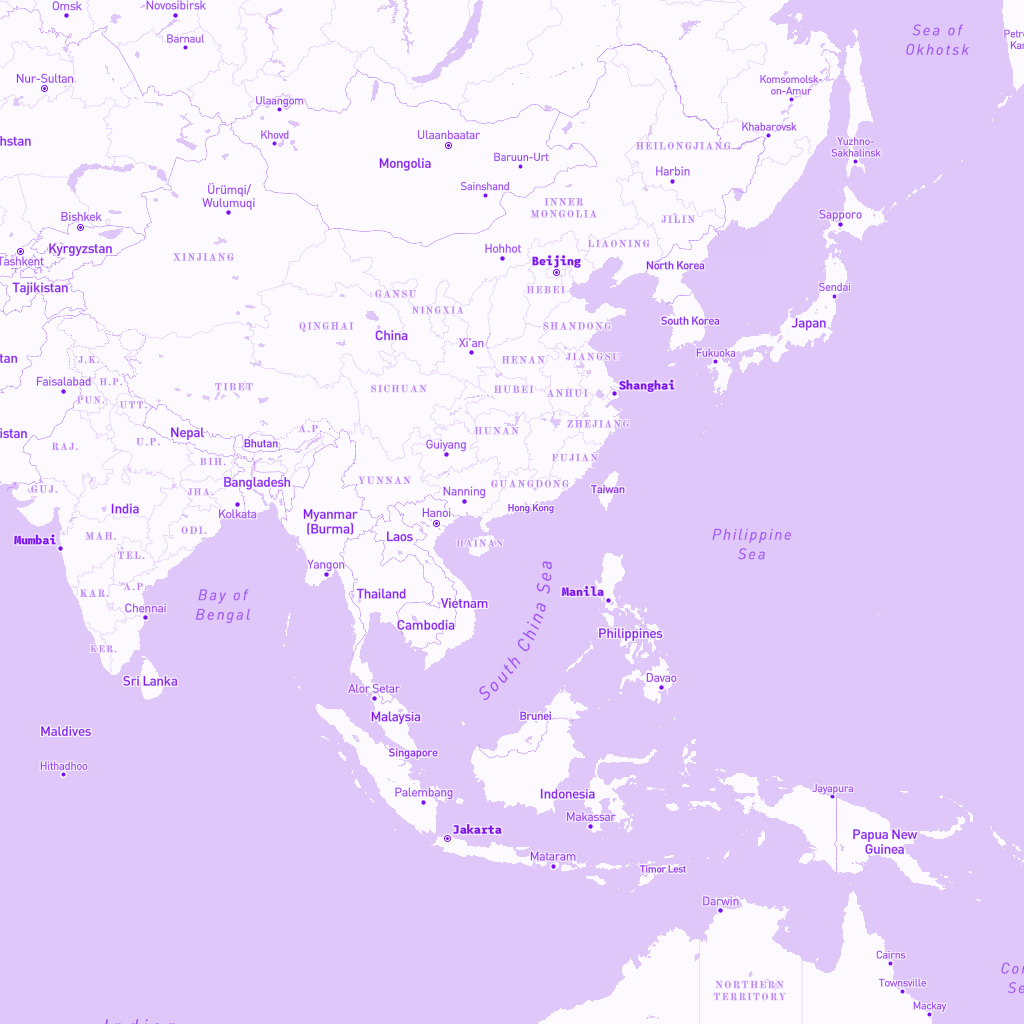 Omsk
Novosibirsk
Barnaul
Sea of
Okhotsk
Petro
Kam
Nur-Sultan
Komsomolsk
on-Amur
Ulaangom
Khabarovsk
hstan
Khovd
Ulaanbaatar
HEILONGJIANG
Yuzhno-
Sakhalinsk
Mongolia
Baruun-Urt
Harbin
Ürümqi/
Wulumuqi
Sainshand
INNER
MONGOLIA
Bishkek
JILIN
Sapporo
Kyrgyzstan
Hohhot
LIAONING
XINJIANG
Tashkent
Beijing
North Korea
Tajikistan
GANSU
HEBEI
Sendai
NINGXIA
QINGHAI
China
SHANDONG
South Korea
Japan
Xi'an
tan
J.K.
HENAN
JIANGSU
Fukuoka
Faisalabad
H.P.
TIBET
SICHUAN
HUBEI
ANHUI
Shanghai
PUN.
UTT.
ZHEJIANG
istan
Nepal
A.P.
HUNAN
RAJ.
U.P.
Bhutan
Guiyang
BIH.
FUJIAN
GUJ.
JHA.
Bangladesh
YUNNAN
Nanning
GUANGDONG
Taiwan
India
Kolkata
Myanmar
(Burma)
Hanoi
Hong Kong
Mumbai
MAH.
ODI.
Laos
HAINAN
Philippine
Sea
TEL.
Yangon
KAR.
A.P.
Bay of
Bengal
Thailand
Manila
Chennai
Vietnam
Cambodia
South China Sea
Philippines
KER.
Sri Lanka
Alor Setar
Davao
Malaysia
Brunei
Maldives
Singapore
Hithadhoo
Palembang
Indonesia
Jayapura
Makassar
Jakarta
Papua New
Guinea
Mataram
Timor Lest
Darwin
Cairns
Cor
Se
NORTHERN
TERRITORY
Townsville
Mackay